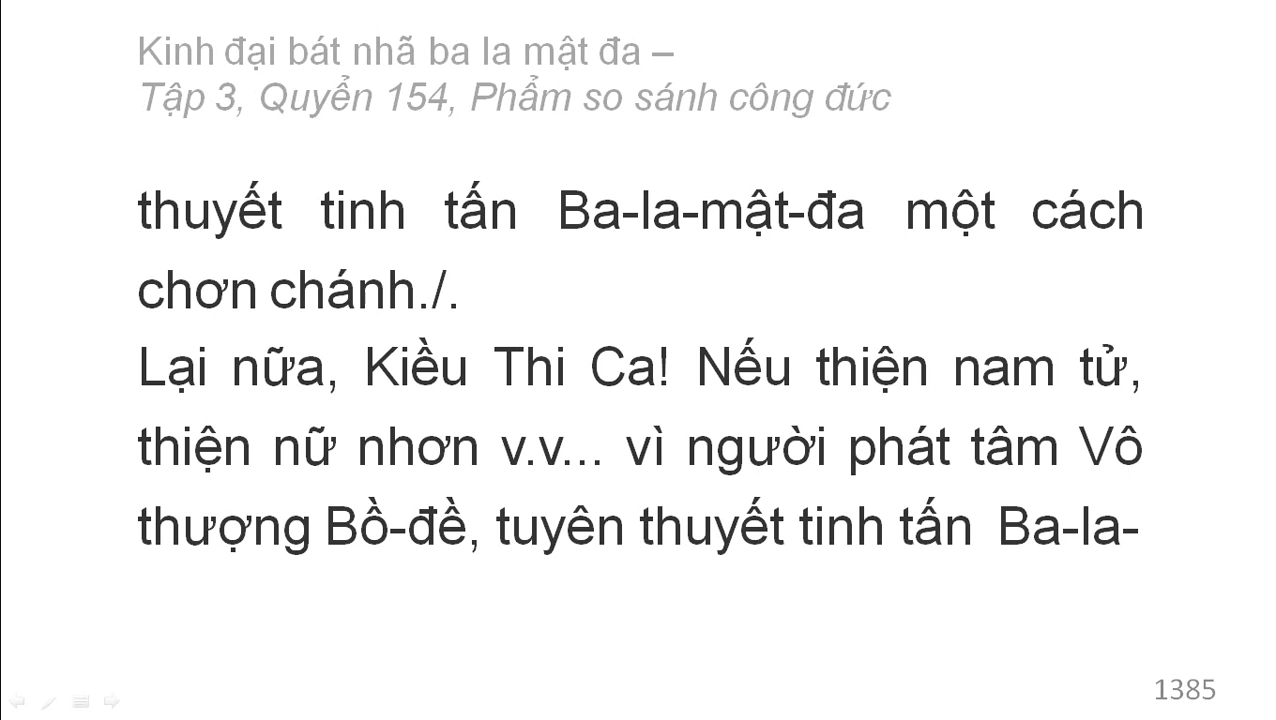 Kinh đại bát nhã ba la mật đa –
Tập 3, Quyển 154, Phẩm so sánh công đức
thuyết tinh tấn Ba-la-mật-đa một cách
chơn chánh./.
Lại nữa, Kiều Thi Ca! Nếu thiện nam tử,
thiện nữ nhơn v.v... vì người phát tâm Vô
thượng Bồ-đề, tuyên thuyết tinh tấn Ba-la-
1385